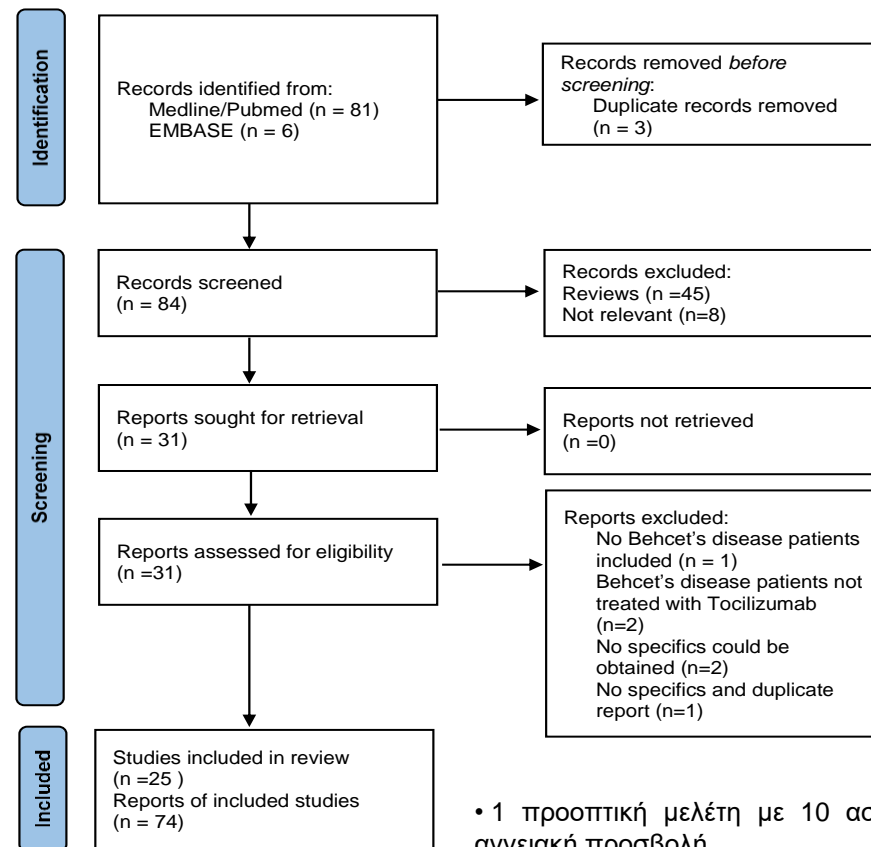 Identification
Records identified from:
Medline/Pubmed (n = 81)
EMBASE (n = 6)
Records removed before
screening:
Duplicate records removed
(n = 3)
Screening
Records screened
(n = 84)
Records excluded:
Reviews (n =45)
Not relevant (n=8)
Reports sought for retrieval
(n = 31)
Reports not retrieved
(n =0)
Reports assessed for eligibility
(n =31)
Reports excluded:
No Behcet's disease patients
included (n = 1)
Behcet's disease patients not
treated with Tocilizumab
(n=2)
No specifics could be
obtained (n=2)
No specifics and duplicate
report (n=1)
Included
Studies included in review
(n =25 )
Reports of included studies
(n = 74)
• 1 προοπτική μελέτη με 10
αγγειακή προσβολή